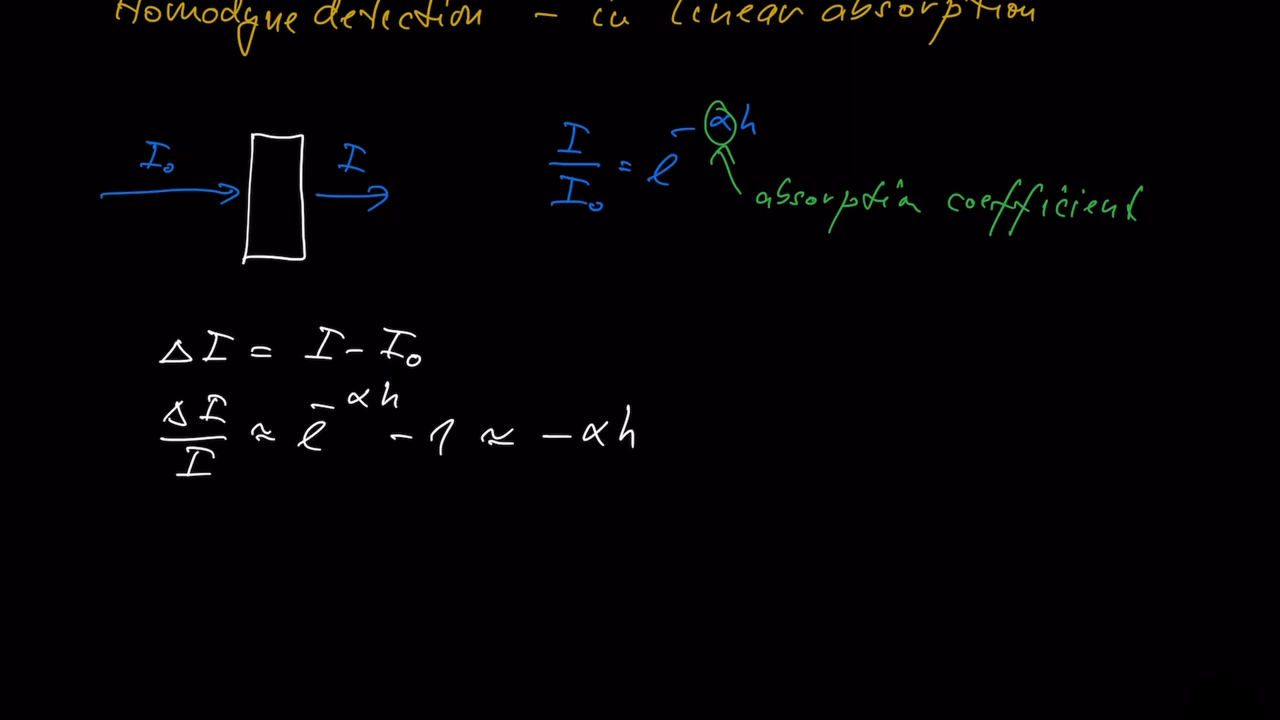 Homodyne detection - in linear absorption
I₀
I
I/I₀ = e^-αh
absorption coefficient
ΔI = I - I₀
ΔI/I ≈ e^-αh - 1 ≈ -αh